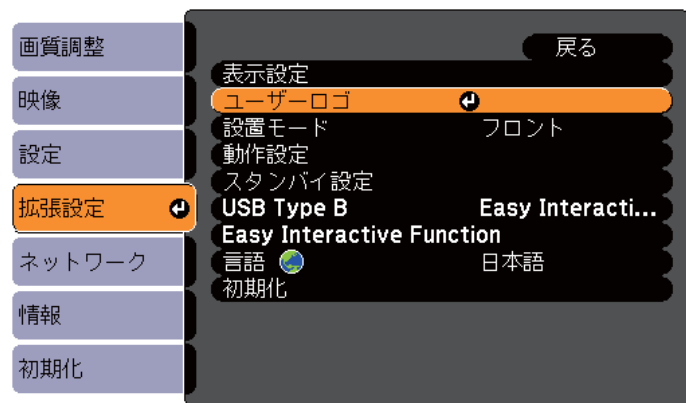 画質調整
映像
設定
拡張設定
ネットワーク
情報
初期化
戻る
表示設定
ユーザーロゴ
設置モード フロント
動作設定
スタンバイ設定
USB Type B Easy Interacti...
Easy Interactive Function
言語 日本語
初期化